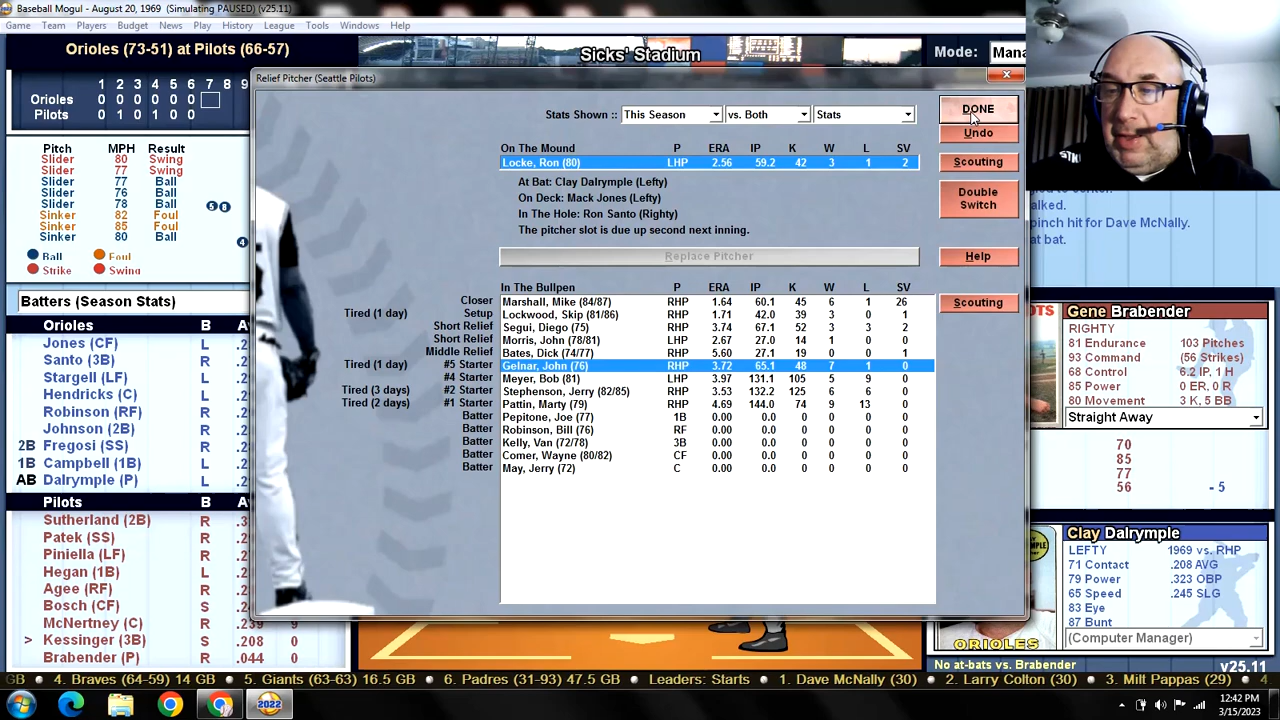 Baseball Mogul - August 20, 1969 (Simulating PAUSED) (v25.11)
Game Team Players Budget News Play History League Tools Windows Help
Orioles (73-51) at Pilots (66-57)
1 2 3 4 5 6 7 8 9
Orioles 0 0 0 0 0 0
Pilots 0 1 0 1 0 0
Sicks' Stadium
Mode: Mana
Pitch MPH Result
Slider 80 Swing
Slider 77 Swing
Slider 77 Ball
Slider 76 Ball
Slider 78 Ball
Sinker 82 Foul
Sinker 85 Foul
Sinker 80 Ball
Ball Foul
Strike Swing
Batters (Season Stats)
Orioles B A
Jones (CF) L
Santo (3B) R
Stargell (LF) L
Hendricks (C) L
Robinson (RF) R
Johnson (2B) R
2B Fregosi (SS) R
1B Campbell (1B) L
AB Dalrymple (P) L
Pilots B A
Sutherland (2B) R
Patek (SS) R
Piniella (LF) R
Hegan (1B) L
Agee (RF) R
Bosch (CF) S
McNertney (C) R .239 9
> Kessinger (3B) S .208 0
Brabender (P) R .044 0
Relief Pitcher (Seattle Pilots)
Stats Shown :: This Season vs. Both Stats
DONE
Undo
Scouting
Double
Switch
Help
Scouting
On The Mound P ERA IP K W L SV
Locke, Ron (80) LHP 2.56 59.2 42 3 1 2
At Bat: Clay Dalrymple (Lefty)
On Deck: Mack Jones (Lefty)
In The Hole: Ron Santo (Righty)
The pitcher slot is due up second next inning.
Replace Pitcher
In The Bullpen P ERA IP K W L SV
Closer Marshall, Mike (84/87) RHP 1.64 60.1 45 6 1 26
Tired (1 day) Setup Lockwood, Skip (81/86) RHP 1.71 42.0 39 3 0 1
Short Relief Segui, Diego (75) RHP 3.74 67.1 52 3 3 2
Short Relief Morris, John (78/81) LHP 2.67 27.0 14 1 0 0
Middle Relief Bates, Dick (74/77) RHP 5.60 27.1 19 0 0 1
Tired (1 day) #5 Starter Gelnar, John (76) RHP 3.72 65.1 48 7 1 0
#4 Starter Meyer, Bob (81) LHP 3.97 131.1 105 5 9 0
Tired (3 days) #2 Starter Stephenson, Jerry (82/85) RHP 3.53 132.2 125 6 6 0
Tired (2 days) #1 Starter Pattin, Marty (79) RHP 4.69 144.0 74 9 13 0
Batter Pepitone, Joe (77) 1B 0.00 0.0 0 0 0 0
Batter Robinson, Bill (76) RF 0.00 0.0 0 0 0 0
Batter Kelly, Van (72/78) 3B 0.00 0.0 0 0 0 0
Batter Comer, Wayne (80/82) CF 0.00 0.0 0 0 0 0
Batter May, Jerry (72) C 0.00 0.0 0 0 0 0
alked.
pinch hit for Dave McNally.
at bat.
Gene Brabender
RIGHTY
81 Endurance 103 Pitches
93 Command (56 Strikes)
68 Control 6.2 IP, 1 H
85 Power 0 ER, 0 R
80 Movement 3 K, 5 BB
Straight Away
70
85
77
56 - 5
Clay Dalrymple
LEFTY 1969 vs. RHP
71 Contact .208 AVG
79 Power .323 OBP
65 Speed .245 SLG
83 Eye
87 Bunt
(Computer Manager)
ORIOLES
No at-bats vs. Brabender v25.11
GB 4. Braves (64-59) 14 GB 5. Giants (63-63) 16.5 GB 6. Padres (31-93) 47.5 GB Leaders: Starts 1. Dave McNally (30) 2. Larry Colton (30) 3. Milt Pappas (29) 4.
2022
12:42 PM
3/15/2023